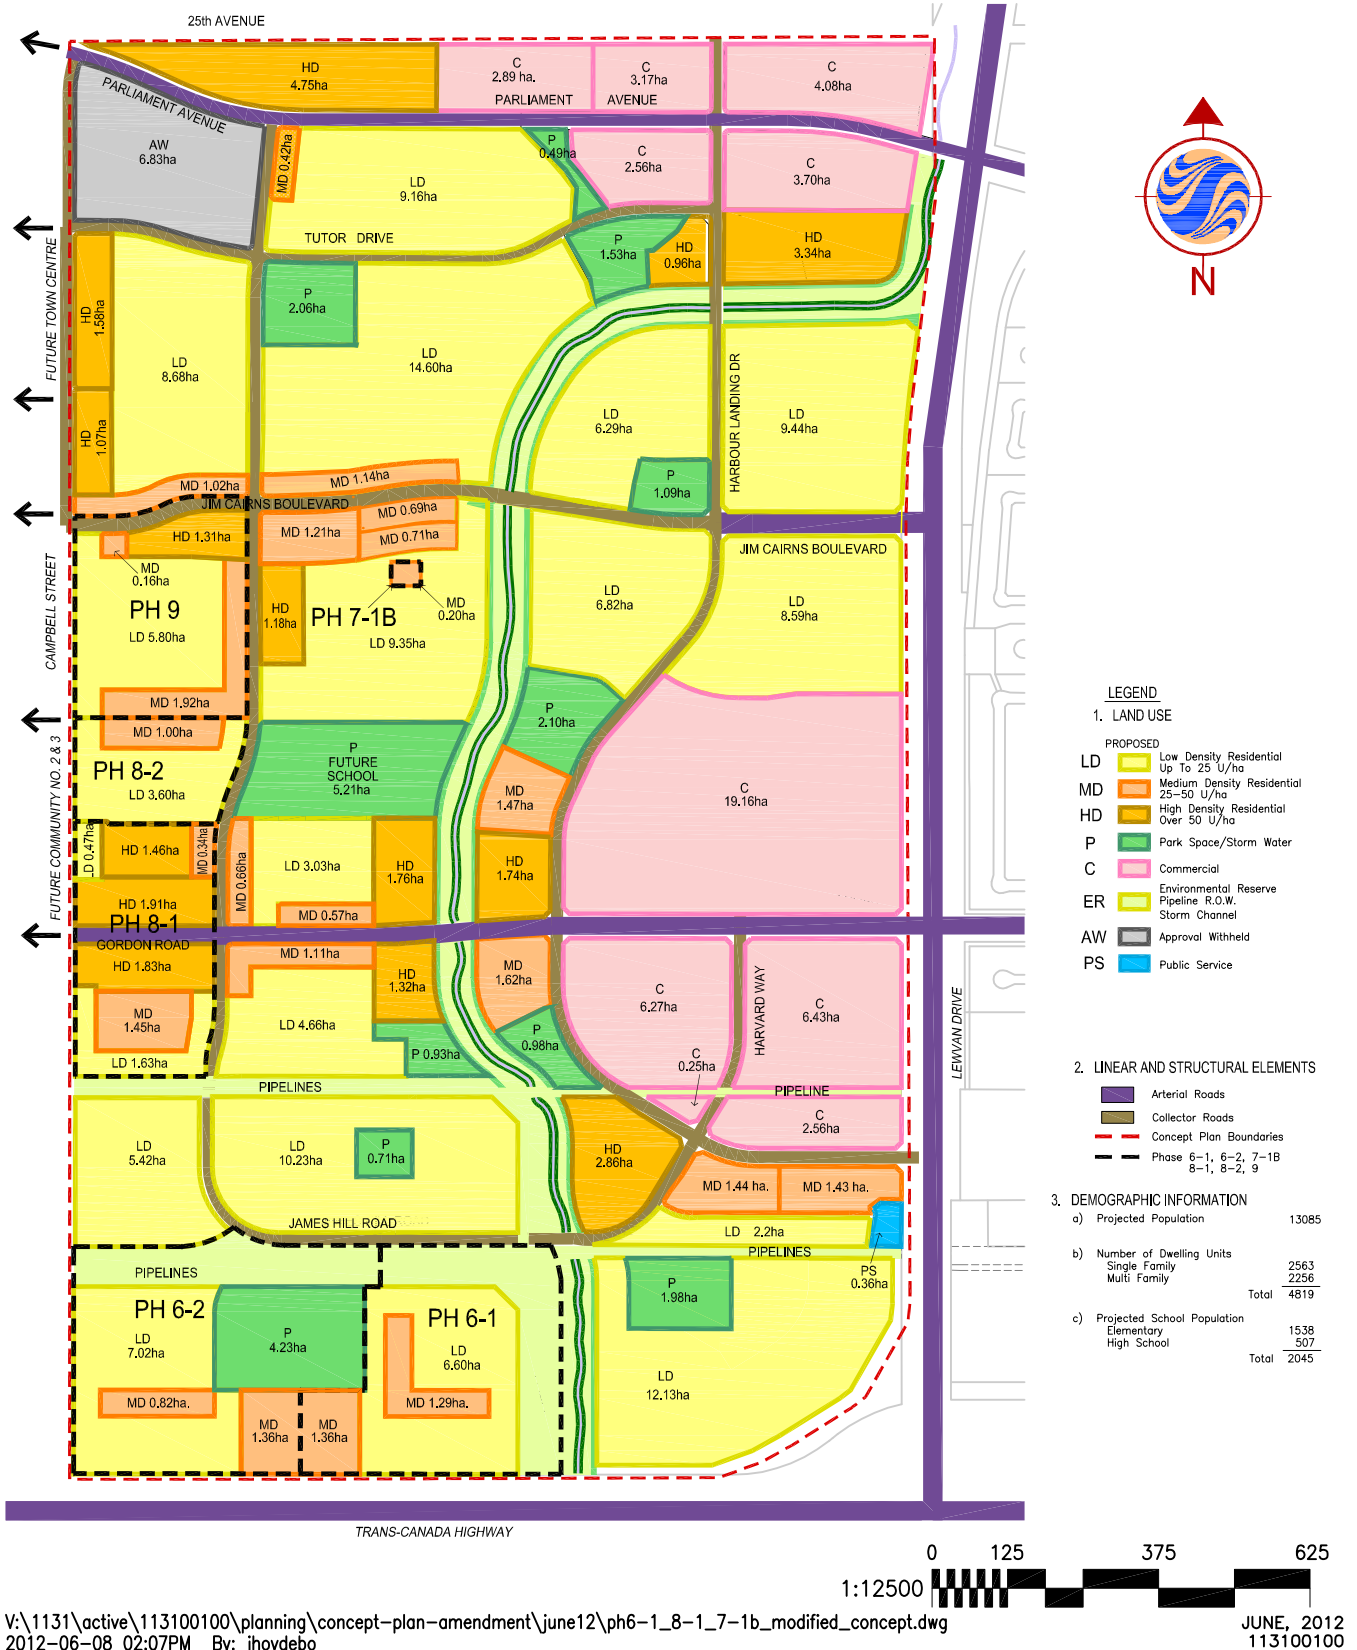 25th AVENUE
HD
4.75ha
C
2.89 ha.
C
3.17ha
C
4.08ha
PARLIAMENT AVENUE
PARLIAMENT AVENUE
AW
6.83ha
MD 0.42ha
LD
9.16ha
P
0.49ha
C
2.56ha
C
3.70ha
TUTOR DRIVE
P
1.53ha
HD
0.96ha
HD
3.34ha
FUTURE TOWN CENTRE
HD
1.58ha
P
2.06ha
LD
8.68ha
LD
14.60ha
HARBOUR LANDING DR
LD
6.29ha
LD
9.44ha
HD
1.07ha
P
1.09ha
MD 1.02ha
MD 1.14ha
JIM CAIRNS BOULEVARD
MD 0.69ha
HD 1.31ha
MD 1.21ha
MD 0.71ha
JIM CAIRNS BOULEVARD
CAMPBELL STREET
MD
0.16ha
PH 9
LD 5.80ha
HD
1.18ha
PH 7-1B
MD
0.20ha
LD 9.35ha
LD
6.82ha
LD
8.59ha
MD 1.92ha
MD 1.00ha
P
2.10ha
FUTURE COMMUNITY NO. 2 & 3
PH 8-2
LD 3.60ha
P
FUTURE
SCHOOL
5.21ha
MD
1.47ha
C
19.16ha
LD 0.47ha
HD 1.46ha
MD 0.34ha
MD 0.66ha
LD 3.03ha
HD
1.76ha
HD
1.74ha
HD 1.91ha
MD 0.57ha
PH 8-1
GORDON ROAD
HD 1.83ha
MD 1.11ha
HD
1.32ha
MD
1.62ha
C
6.27ha
HARVARD WAY
C
6.43ha
LEWVAN DRIVE
MD
1.45ha
LD 4.66ha
P 0.93ha
P
0.98ha
C
0.25ha
LD 1.63ha
PIPELINES
PIPELINE
C
2.56ha
LD
5.42ha
LD
10.23ha
P
0.71ha
HD
2.86ha
MD 1.44 ha.
MD 1.43 ha.
JAMES HILL ROAD
LD 2.2ha
PIPELINES
PS
0.36ha
PIPELINES
PH 6-2
LD
7.02ha
P
4.23ha
PH 6-1
LD
6.60ha
P
1.98ha
LD
12.13ha
MD 0.82ha.
MD
1.36ha
MD
1.36ha
MD 1.29ha.
TRANS-CANADA HIGHWAY
N
LEGEND
1. LAND USE
PROPOSED
LD Low Density Residential
Up To 25 U/ha
MD Medium Density Residential
25-50 U/ha
HD High Density Residential
Over 50 U/ha
P Park Space/Storm Water
C Commercial
ER Environmental Reserve
Pipeline R.O.W.
Storm Channel
AW Approval Withheld
PS Public Service
2. LINEAR AND STRUCTURAL ELEMENTS
Arterial Roads
Collector Roads
Concept Plan Boundaries
Phase 6-1, 6-2, 7-1B
8-1, 8-2, 9
3. DEMOGRAPHIC INFORMATION
a) Projected Population 13085
b) Number of Dwelling Units
Single Family 2563
Multi Family 2256
Total 4819
c) Projected School Population
Elementary 1538
High School 507
Total 2045
0 125 375 625
1:12500
V:\1131\active\113100100\planning\concept-plan-amendment\june12\ph6-1_8-1_7-1b_modified_concept.dwg
2012-06-08 02:07PM By: jhoydebo
JUNE, 2012
113100100